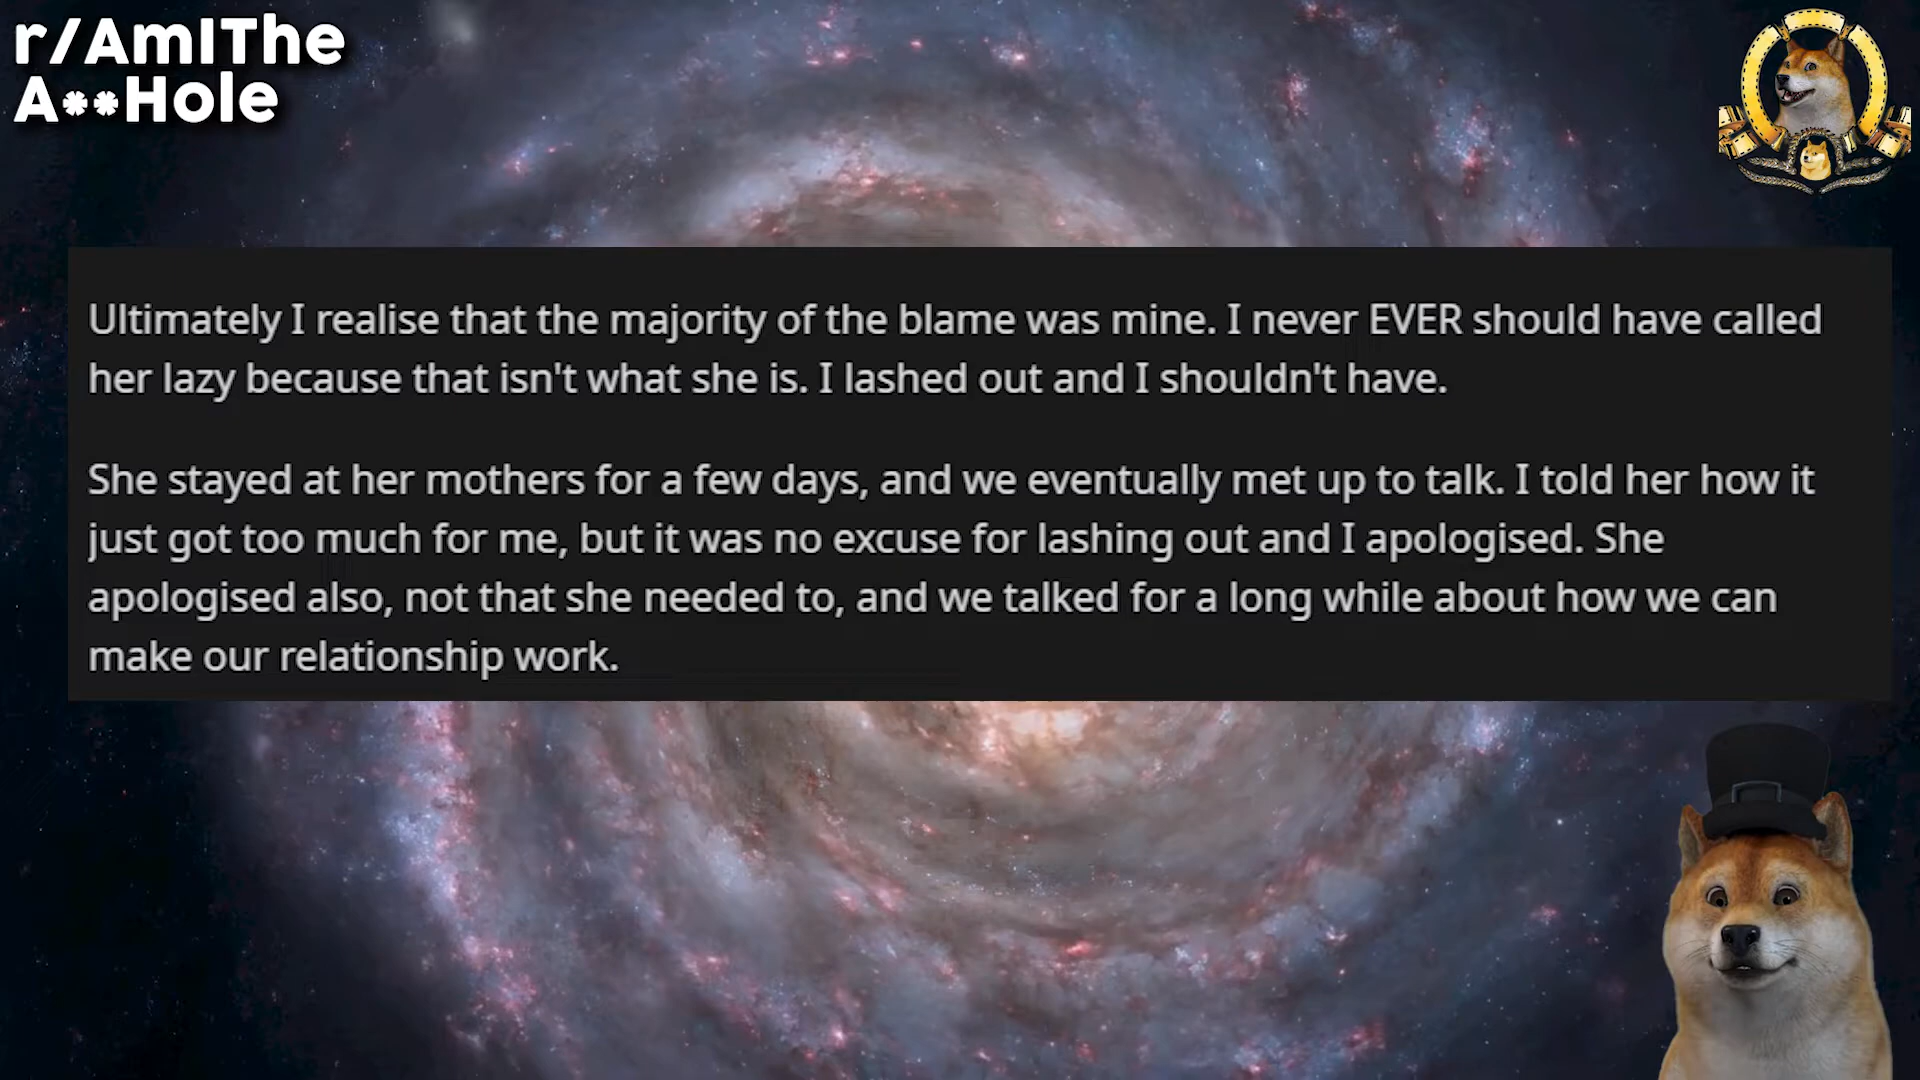 r/AmIThe
A**Hole
Ultimately I realise that the majority of the blame was mine. I never EVER should have called
her lazy because that isn't what she is. I lashed out and I shouldn't have.
She stayed at her mothers for a few days, and we eventually met up to talk. I told her how it
just got too much for me, but it was no excuse for lashing out and I apologised. She
apologised also, not that she needed to, and we talked for a long while about how we can
make our relationship work.